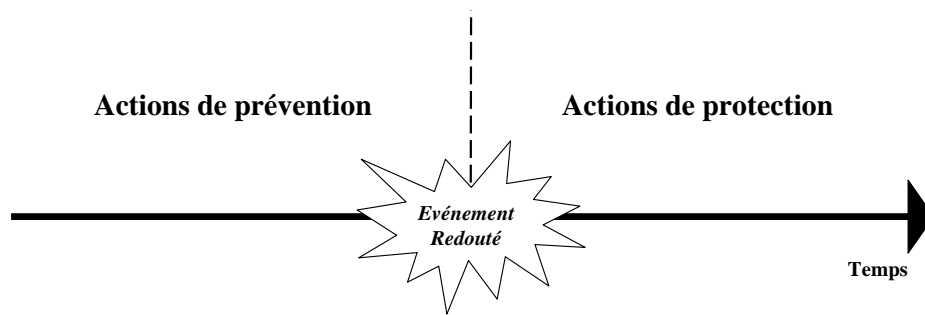 Actions de prévention
Actions de protection
Evénement
Redouté
Temps